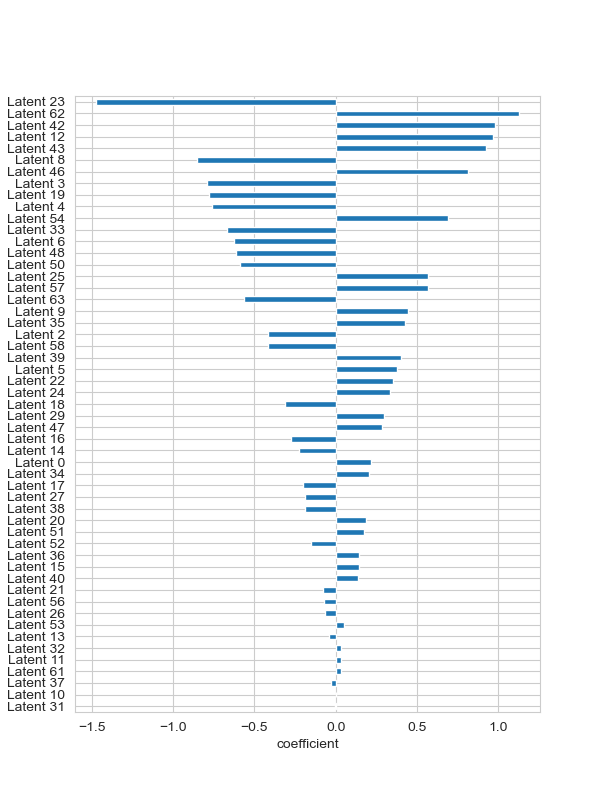 Latent 23
Latent 62
Latent 42
Latent 12
Latent 43
Latent 8
Latent 46
Latent 3
Latent 19
Latent 4
Latent 54
Latent 33
Latent 6
Latent 48
Latent 50
Latent 25
Latent 57
Latent 63
Latent 9
Latent 35
Latent 2
Latent 58
Latent 39
Latent 5
Latent 22
Latent 24
Latent 18
Latent 29
Latent 47
Latent 16
Latent 14
Latent 0
Latent 34
Latent 17
Latent 27
Latent 38
Latent 20
Latent 51
Latent 52
Latent 36
Latent 15
Latent 40
Latent 21
Latent 56
Latent 26
Latent 53
Latent 13
Latent 32
Latent 11
Latent 61
Latent 37
Latent 10
Latent 31
−1.5 −1.0 −0.5 0.0 0.5 1.0
coefficient